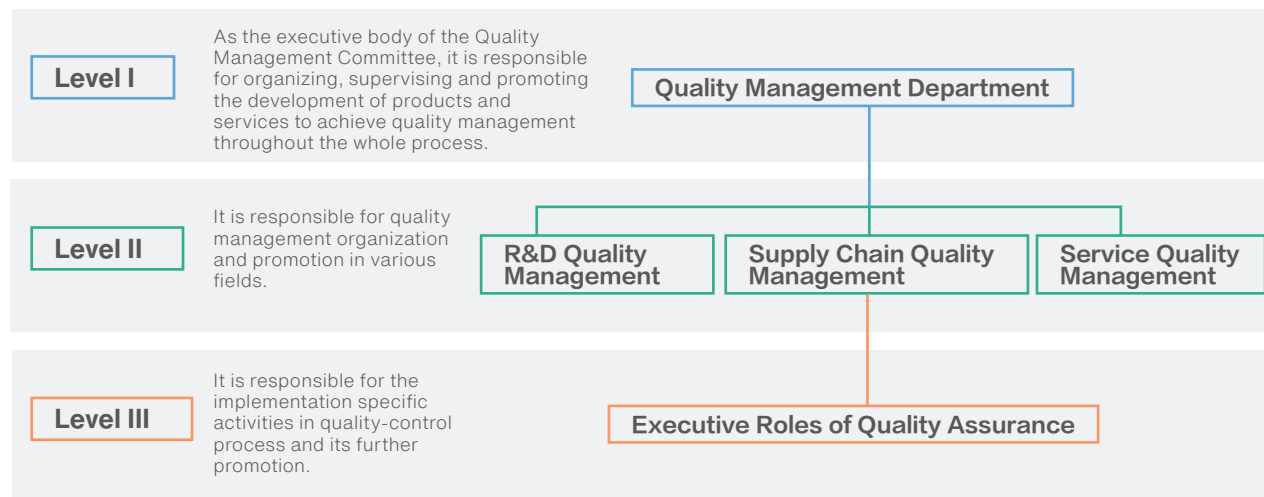 Level I
As the executive body of the Quality
Management Committee, it is responsible
for organizing, supervising and promoting
the development of products and
services to achieve quality management
throughout the whole process.
Quality Management Department
Level II
It is responsible for quality
management organization
and promotion in various
fields.
R&D Quality
Management
Supply Chain Quality
Management
Service Quality
Management
Level III
It is responsible for the
implementation specific
activities in quality-control
process and its further
promotion.
Executive Roles of Quality Assurance